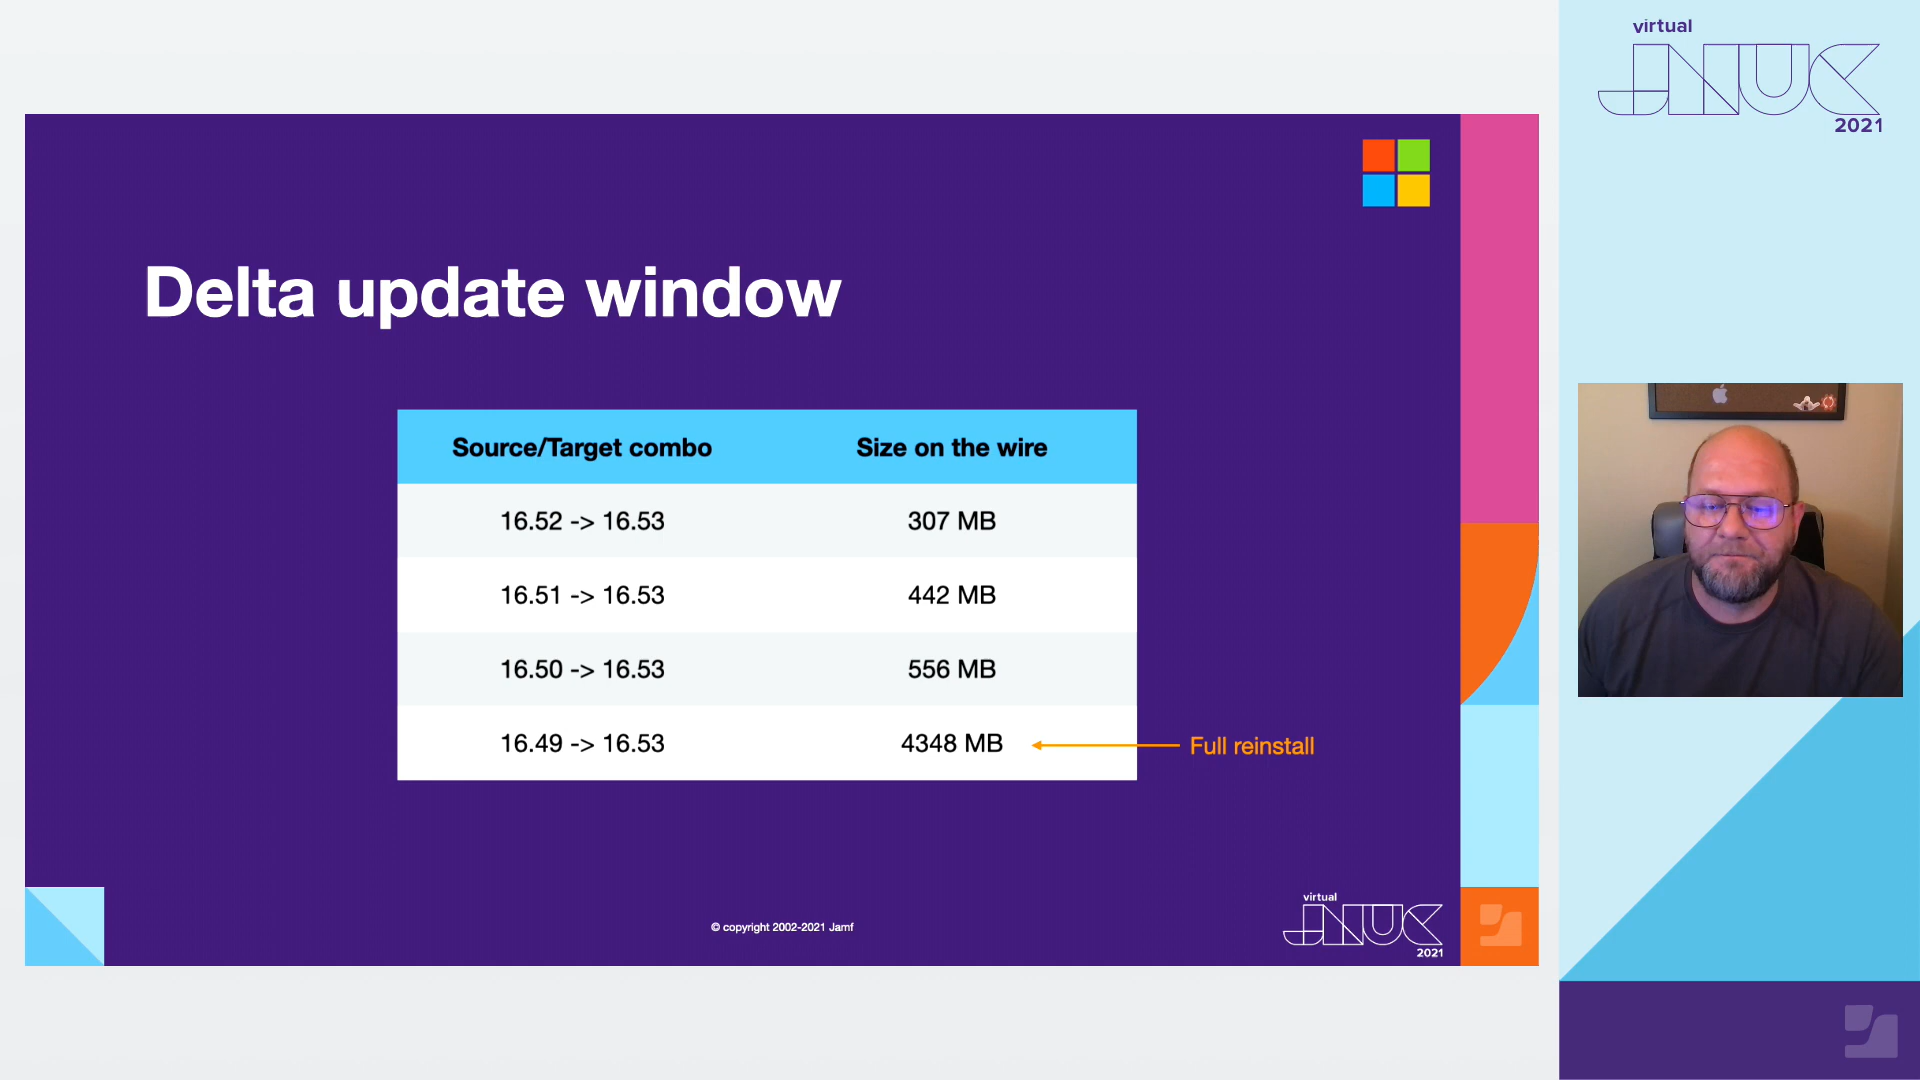 Delta update window
Source/Target combo Size on the wire
16.52 -> 16.53 307 MB
16.51 -> 16.53 442 MB
16.50 -> 16.53 556 MB
16.49 -> 16.53 4348 MB Full reinstall
© copyright 2002-2021 Jamf
virtual
JNUC
2021
virtual
JNUC
2021